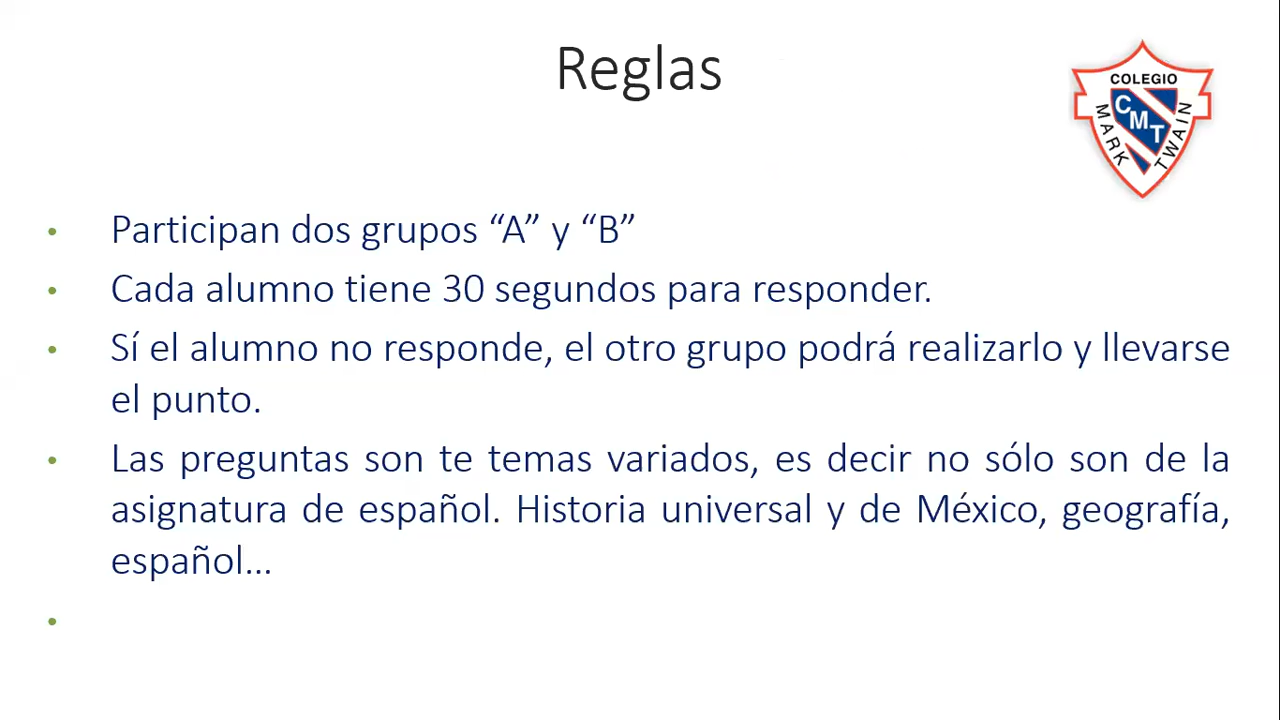 Reglas
COLEGIO
MARK
CMT
TWAIN
• Participan dos grupos “A” y “B”
• Cada alumno tiene 30 segundos para responder.
• Sí el alumno no responde, el otro grupo podrá realizarlo y llevarse
el punto.
• Las preguntas son te temas variados, es decir no sólo son de la
asignatura de español. Historia universal y de México, geografía,
español...
•